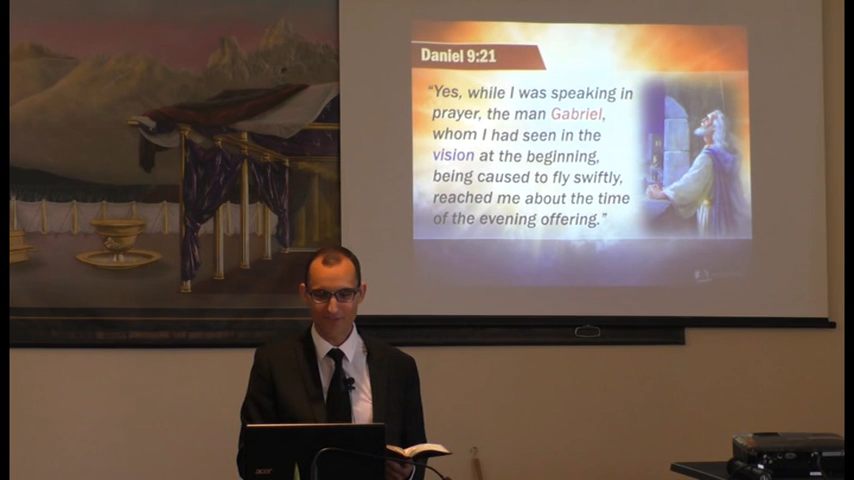 Daniel 9:21
“Yes, while I was speaking in
prayer, the man Gabriel,
whom I had seen in the
vision at the beginning,
being caused to fly swiftly,
reached me about the time
of the evening offering.”
acer